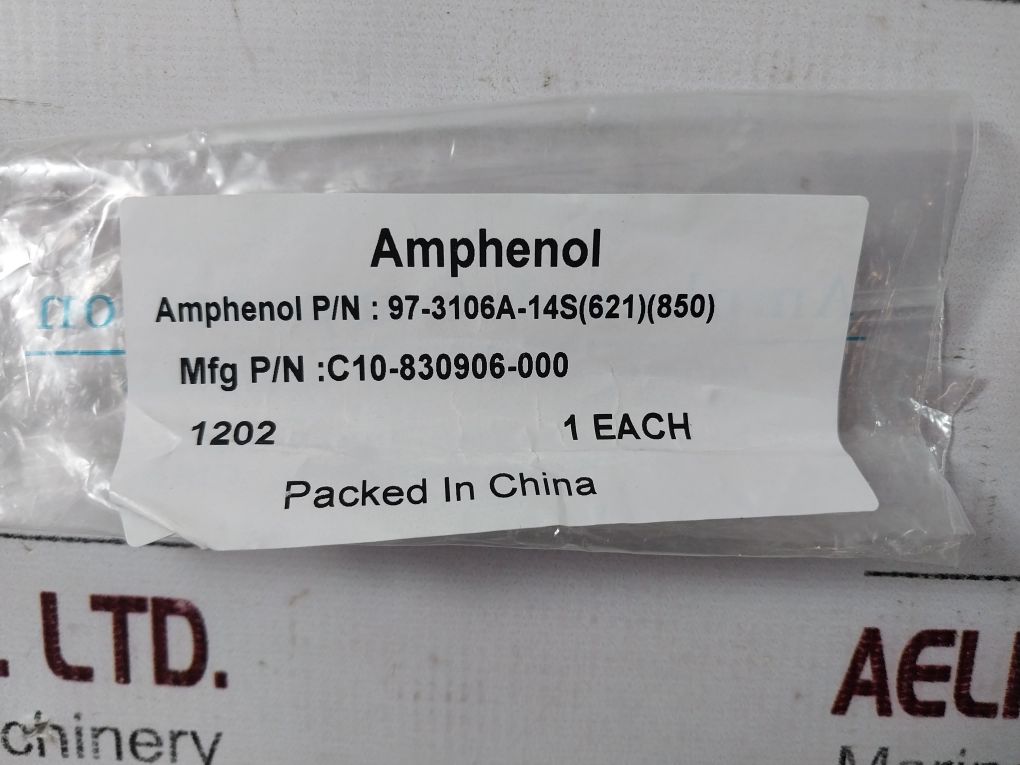 Amphenol
Amphenol P/N : 97-3106A-14S(621)(850)
Mfg P/N :C10-830906-000
1202 1 EACH
Packed In China
. LTD. AELI
chinery